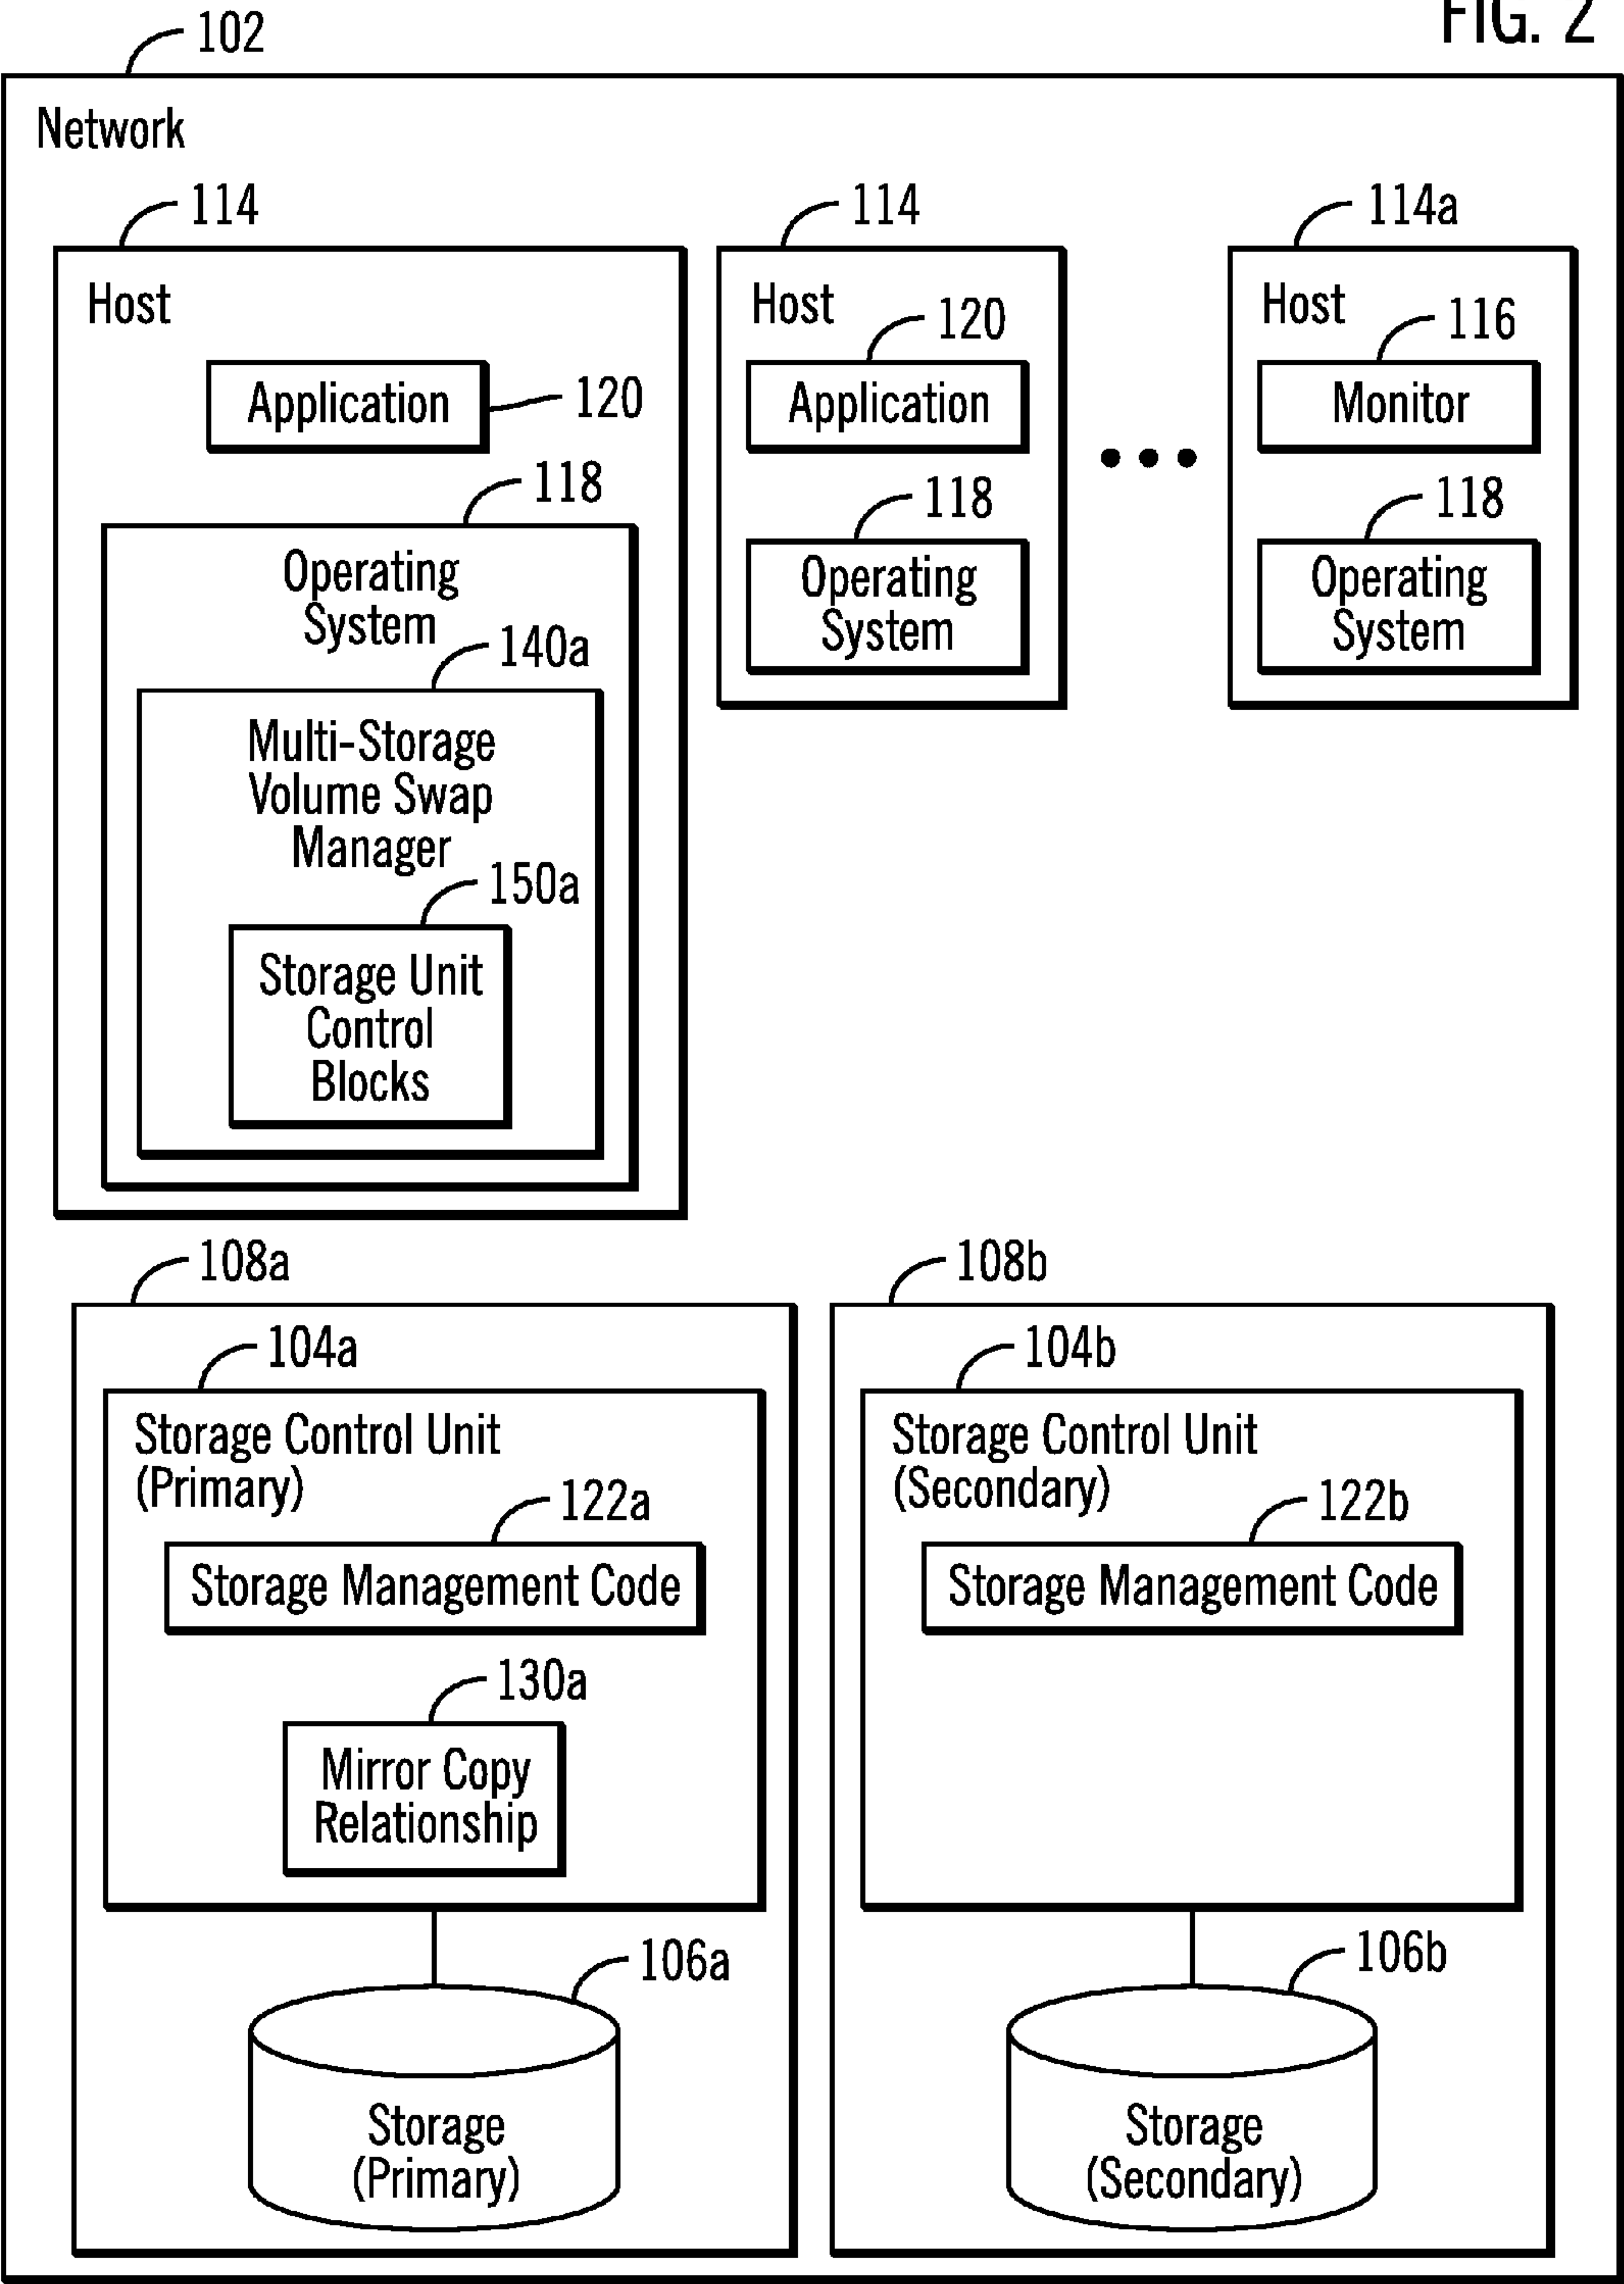 FIG. 2
102
Network
114
114
114a
Host
Host
Host
120
116
Application
120
Application
Monitor
118
118
118
Operating
System
Operating
System
Operating
System
140a
Multi-Storage
Volume Swap
Manager
150a
Storage Unit
Control
Blocks
108a
108b
104a
104b
Storage Control Unit
(Primary)
Storage Control Unit
(Secondary)
122a
122b
Storage Management Code
Storage Management Code
130a
Mirror Copy
Relationship
106a
106b
Storage
(Primary)
Storage
(Secondary)